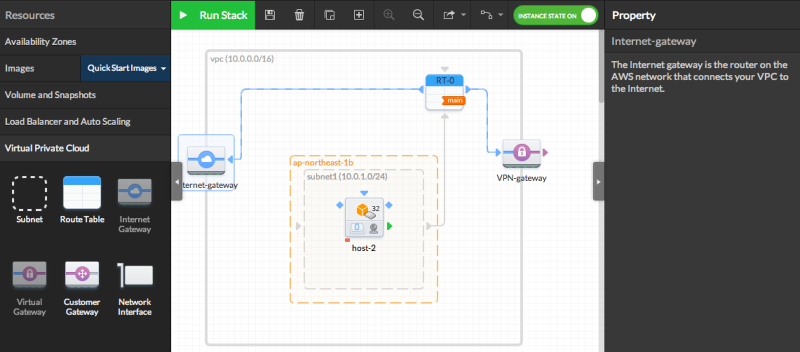 Resources
Run Stack
INSTANCE STATE ON
Property
Availability Zones
Images
Quick Start Images
Volume and Snapshots
Load Balancer and Auto Scaling
Virtual Private Cloud
Subnet
Route Table
Internet
Gateway
Virtual
Gateway
Customer
Gateway
Network
Interface
vpc (10.0.0.0/16)
RT-0
main
ternet-gateway
VPN-gateway
ap-northeast-1b
subnet1 (10.0.1.0/24)
32
host-2
Internet-gateway
The Internet gateway is the router on the
AWS network that connects your VPC to
the Internet.